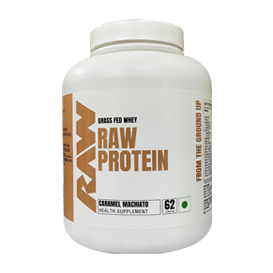 RAW
GRASS FED WHEY
RAW
PROTEIN
CARAMEL MACHIATO
HEALTH SUPPLEMENT
62
FROM THE GROUND UP